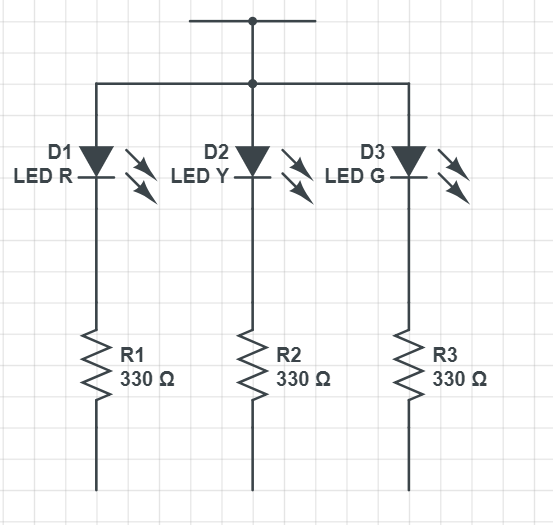 D1
LED R
D2
LED Y
D3
LED G
R1
330 Ω
R2
330 Ω
R3
330 Ω